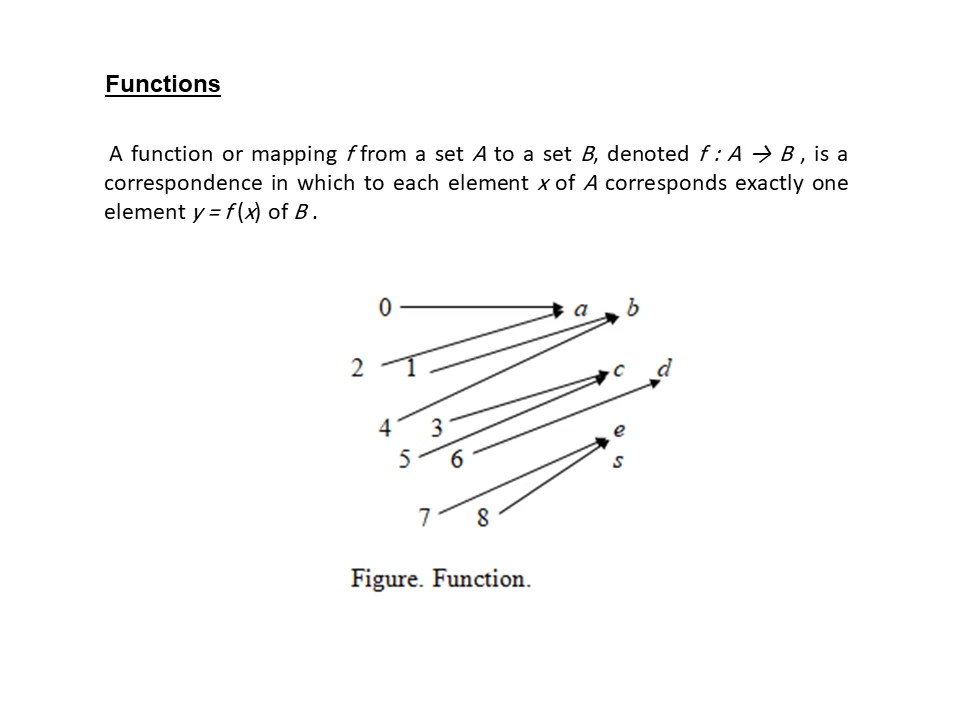 Functions
A function or mapping f from a set A to a set B, denoted f : A → B , is a
correspondence in which to each element x of A corresponds exactly one
element y = f (x) of B .
0 a b
2 1 c d
4 3 e
5 6 s
7 8
Figure. Function.